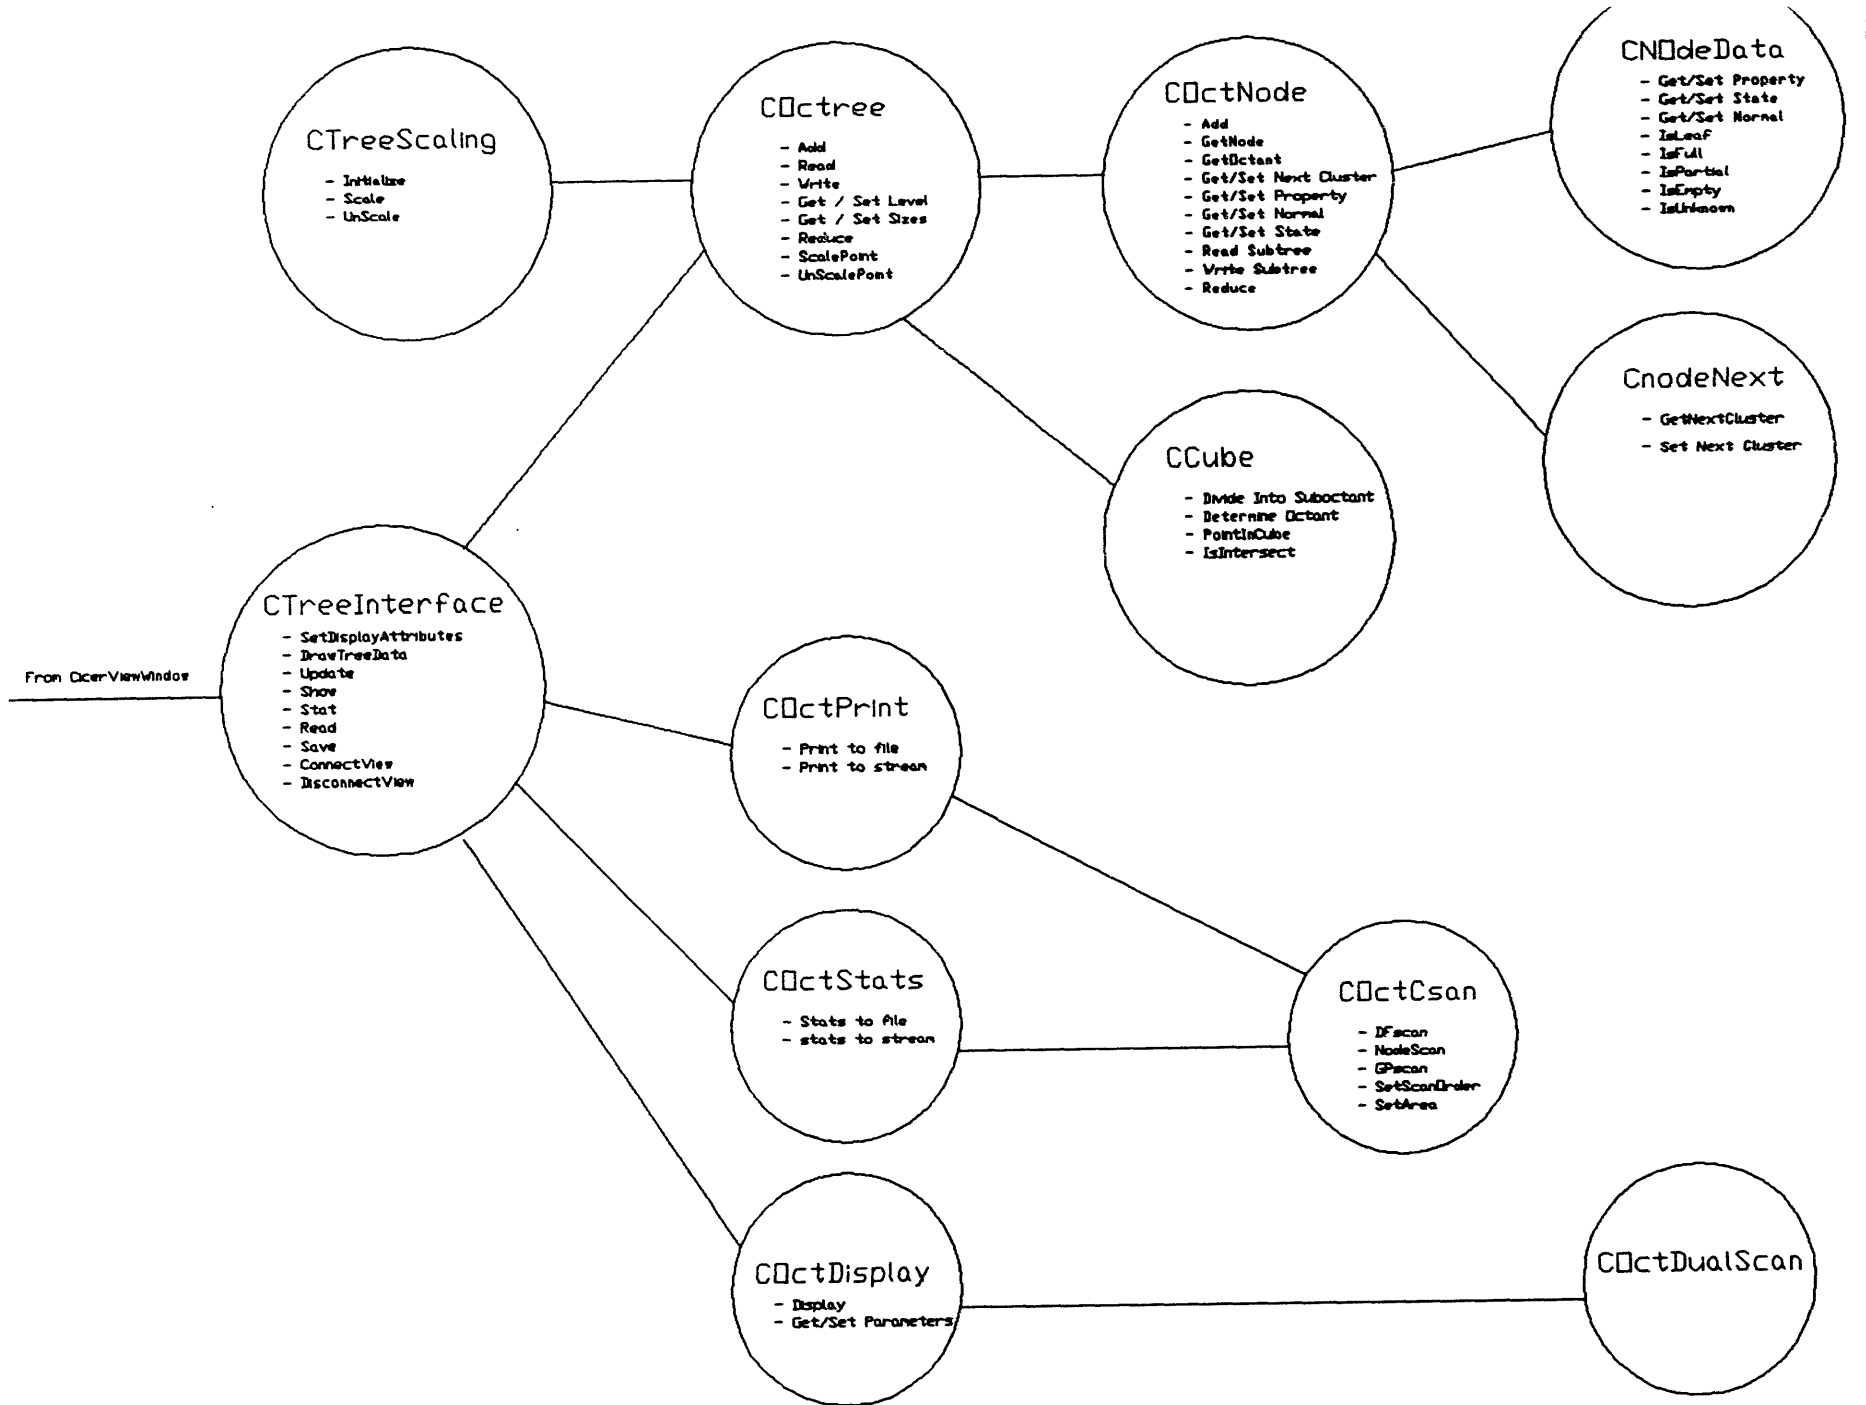 CTreeScaling
- Initialize
- Scale
- UnScale
COctree
- Add
- Read
- Write
- Get / Set Level
- Get / Set Sizes
- Reduce
- ScalePoint
- UnScalePoint
COctNode
- Add
- GetNode
- GetOctant
- Get/Set Next Cluster
- Get/Set Property
- Get/Set Normal
- Get/Set State
- Read Subtree
- Write Subtree
- Reduce
CNOdeData
- Get/Set Property
- Get/Set State
- Get/Set Normal
- IsLeaf
- IsFull
- IsPartial
- IsEmpty
- IsUnknown
CnodeNext
- GetNextCluster
- Set Next Cluster
CCube
- Divide Into Suboctant
- Determine Octant
- PointInCube
- IsIntersect
From CicerViewWindow
CTreeInterface
- SetDisplayAttributes
- DrawTreeData
- Update
- Show
- Stat
- Read
- Save
- ConnectView
- DisconnectView
COctPrint
- Print to file
- Print to stream
COctStats
- Stats to file
- stats to stream
COctCsan
- DFscan
- NodeScan
- GPscan
- SetScanOrder
- SetArea
COctDisplay
- Display
- Get/Set Parameters
COctDualScan